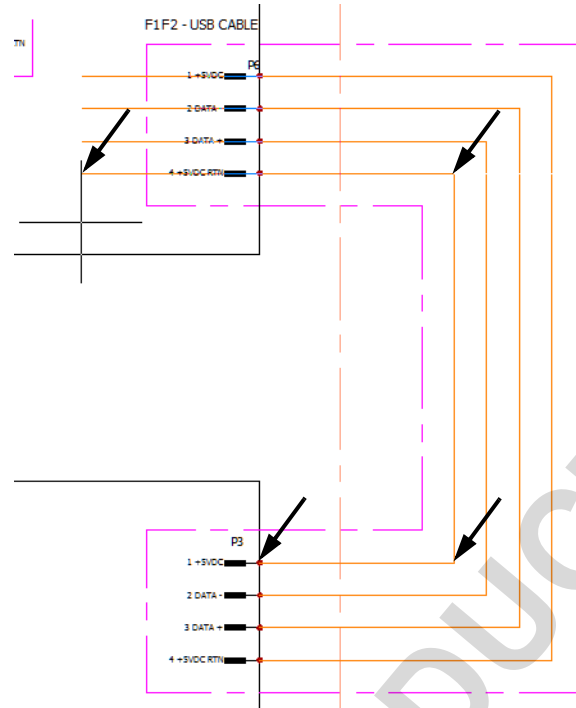 F1F2 - USB CABLE
TN
P6
1 +5VDC
2 DATA -
3 DATA +
4 +5VDC RTN
P3
1 +5VDC
2 DATA -
3 DATA +
4 +5VDC RTN
DUCT